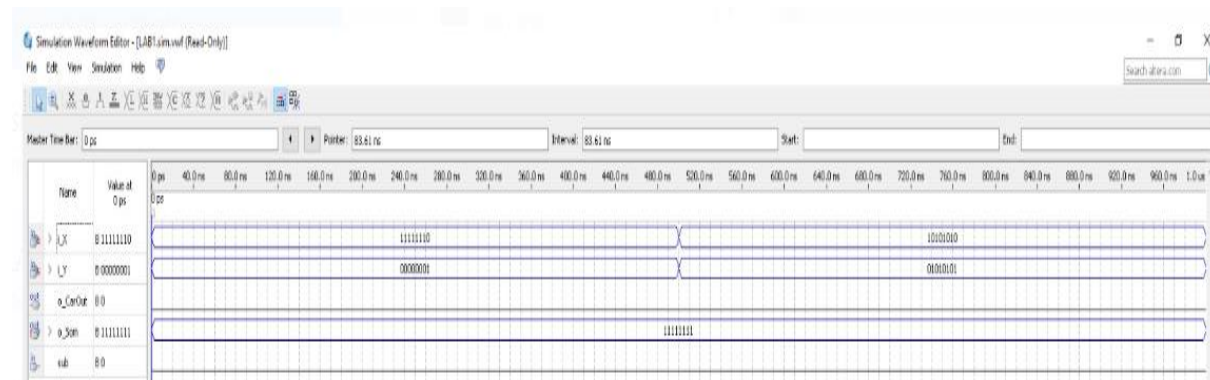 Simulation Waveform Editor - [LAB1.sim.vwf (Read-Only)]
File Edit View Simulation Help
Search altera.com
Master Time Bar: 0 ps Pointer: 83.61 ns Interval: 83.61 ns Start: End:
Name Value at 0 ps
0 ps 40.0 ns 80.0 ns 120.0 ns 160.0 ns 200.0 ns 240.0 ns 280.0 ns 320.0 ns 360.0 ns 400.0 ns 440.0 ns 480.0 ns 520.0 ns 560.0 ns 600.0 ns 640.0 ns 680.0 ns 720.0 ns 760.0 ns 800.0 ns 840.0 ns 880.0 ns 920.0 ns 960.0 ns 1.0 us
0 ps
i_X B 11111110 11111110 10101010
i_Y B 00000001 00000001 01010101
o_CarOut B 0
o_Som B 11111111 11111111
sub B 0